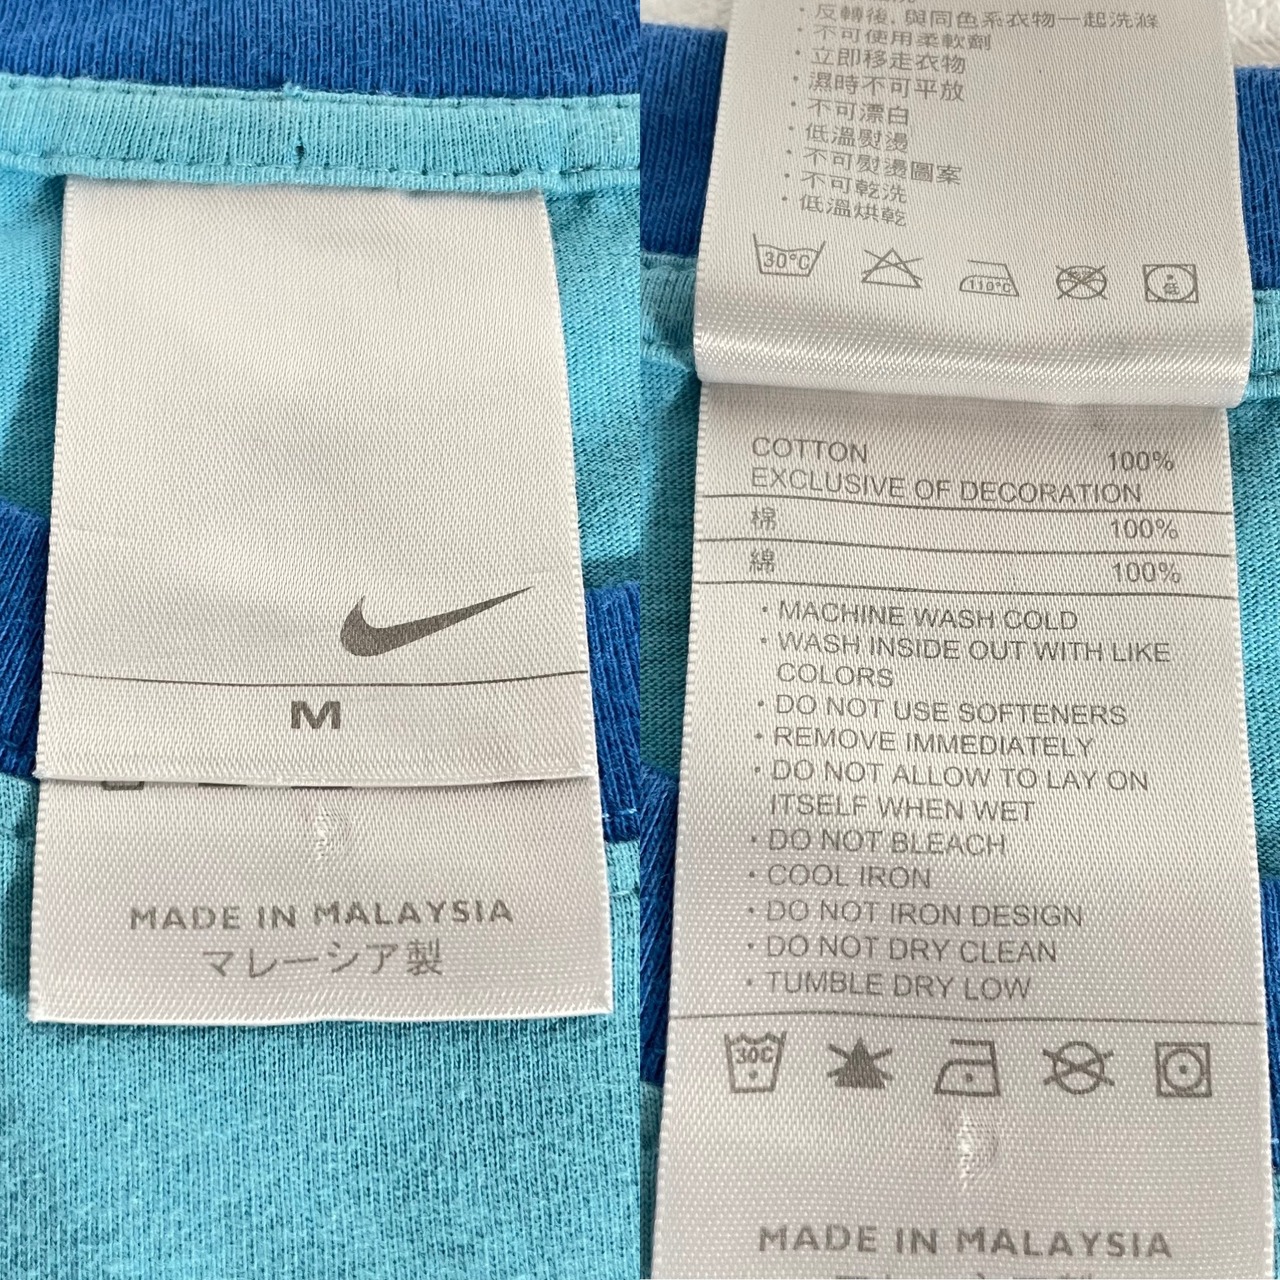 M
MADE IN MALAYSIA
マレーシア製
・反轉後,與同色系衣物一起洗滌
・不可使用柔軟劑
・立即移走衣物
・濕時不可平放
・不可漂白
・低溫熨燙
・不可熨燙圖案
・不可乾洗
・低溫烘乾
30°C
110°C
低
COTTON 100%
EXCLUSIVE OF DECORATION
棉 100%
綿 100%
・MACHINE WASH COLD
・WASH INSIDE OUT WITH LIKE
COLORS
・DO NOT USE SOFTENERS
・REMOVE IMMEDIATELY
・DO NOT ALLOW TO LAY ON
ITSELF WHEN WET
・DO NOT BLEACH
・COOL IRON
・DO NOT IRON DESIGN
・DO NOT DRY CLEAN
・TUMBLE DRY LOW
30C
MADE IN MALAYSIA